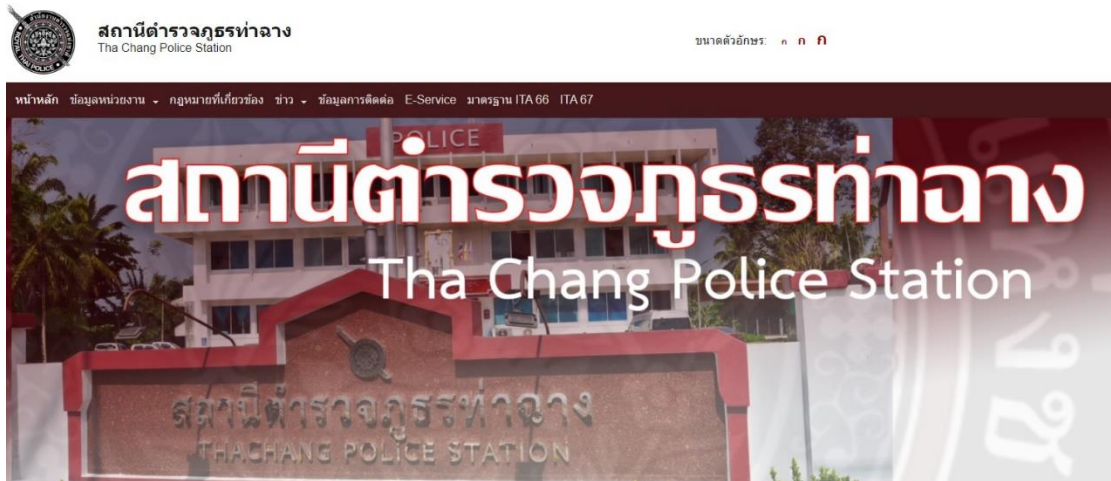 สถานีตำรวจภูธรท่าฉาง
Tha Chang Police Station
ขนาดตัวอักษร: ก ก ก
หน้าหลัก ข้อมูลหน่วยงาน กฎหมายที่เกี่ยวข้อง ข่าว ข้อมูลการติดต่อ E-Service มาตรฐาน ITA 66 ITA 67
POLICE
สถานีตำรวจภูธรท่าฉาง
Tha Chang Police Station
สถานีตำรวจภูธรท่าฉาง
THACHANG POLICE STATION